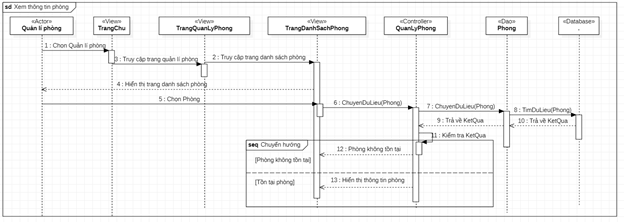 sd Xem thông tin phòng
«Actor»
Quản lí phòng
«View»
TrangChu
«View»
TrangQuanLyPhong
«View»
TrangDanhSachPhong
«Controller»
QuanLyPhong
«Dao»
Phong
«Database»
.
1 : Chọn Quản lí phòng
3 : Truy cập trang quản lí phòng
2 : Truy cập trang danh sách phòng
4 : Hiển thị trang danh sách phòng
5 : Chọn Phòng
6 : ChuyenDuLieu(Phong)
7 : ChuyenDuLieu(Phong)
8 : TimDuLieu(Phong)
9 : Trả về KetQua
10 : Trả về KetQua
11 : Kiểm tra KetQua
seq Chuyển hướng
12 : Phòng không tồn tại
[Phòng không tồn tại]
13 : Hiển thị thông tin phòng
[Tồn tại phòng]